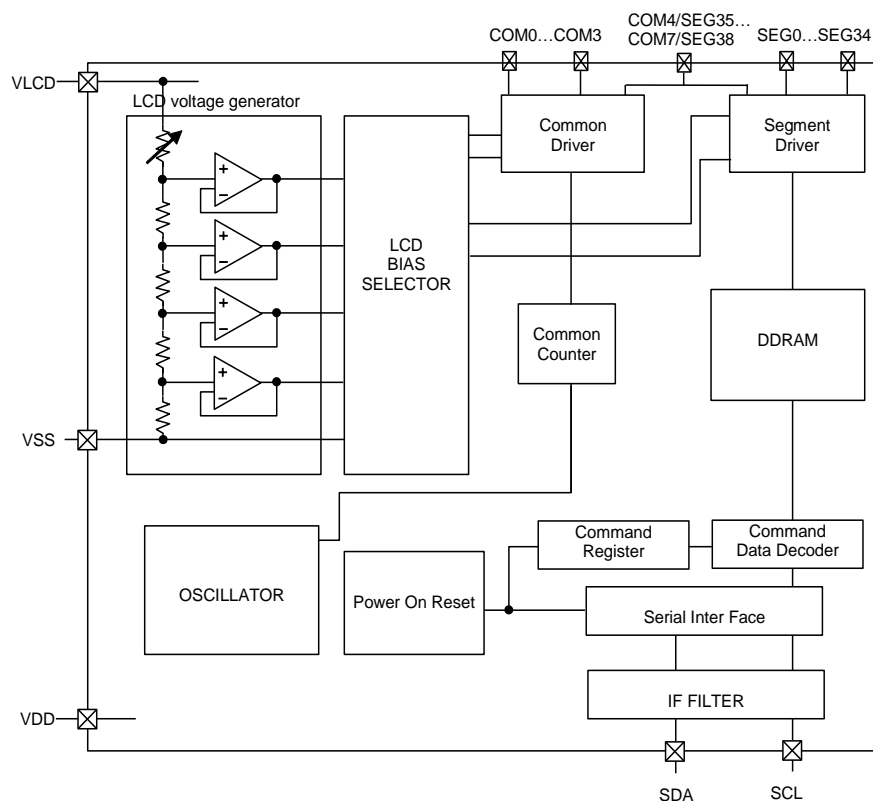 COM4/SEG35…
COM0…COM3
COM7/SEG38
SEG0…SEG34
VLCD
LCD voltage generator
Common
Driver
Segment
Driver
+
−
+
−
+
−
+
−
LCD
BIAS
SELECTOR
Common
Counter
DDRAM
VSS
OSCILLATOR
Power On Reset
Command
Register
Command
Data Decoder
Serial Inter Face
IF FILTER
VDD
SDA
SCL